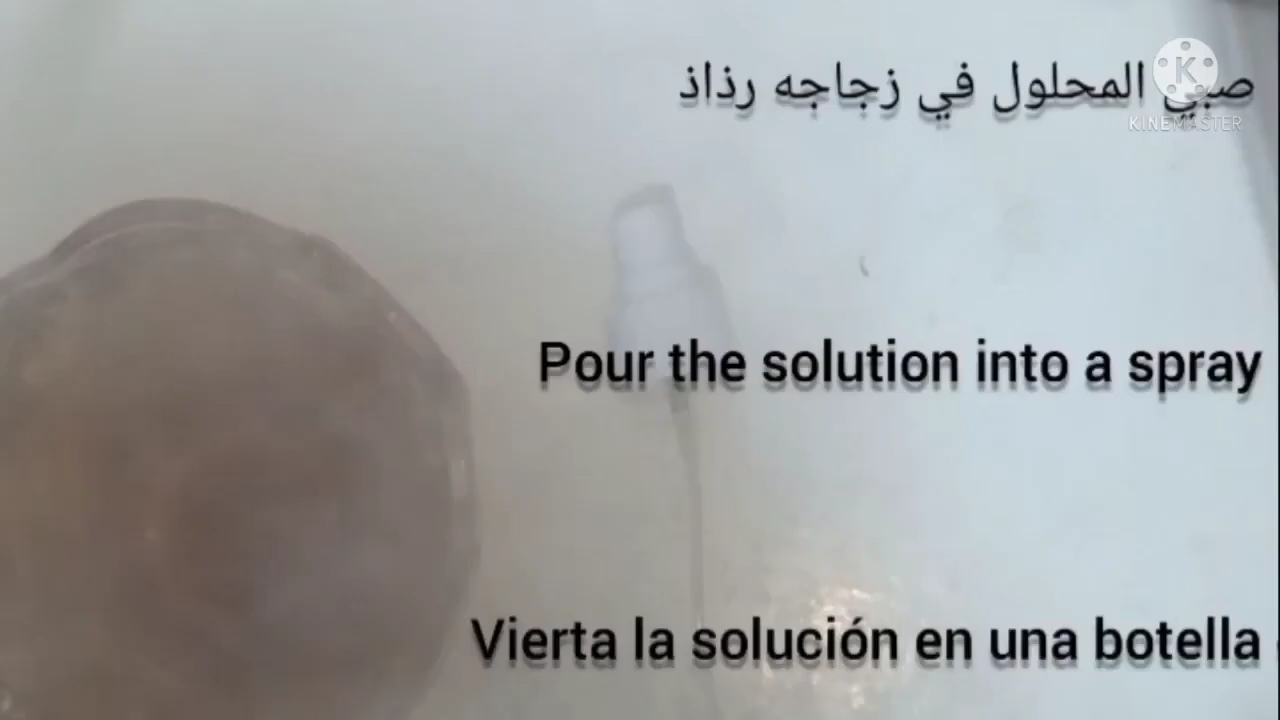 صبي المحلول في زجاجه رذاذ
K
KINEMASTER
Pour the solution into a spray
Vierta la solución en una botella